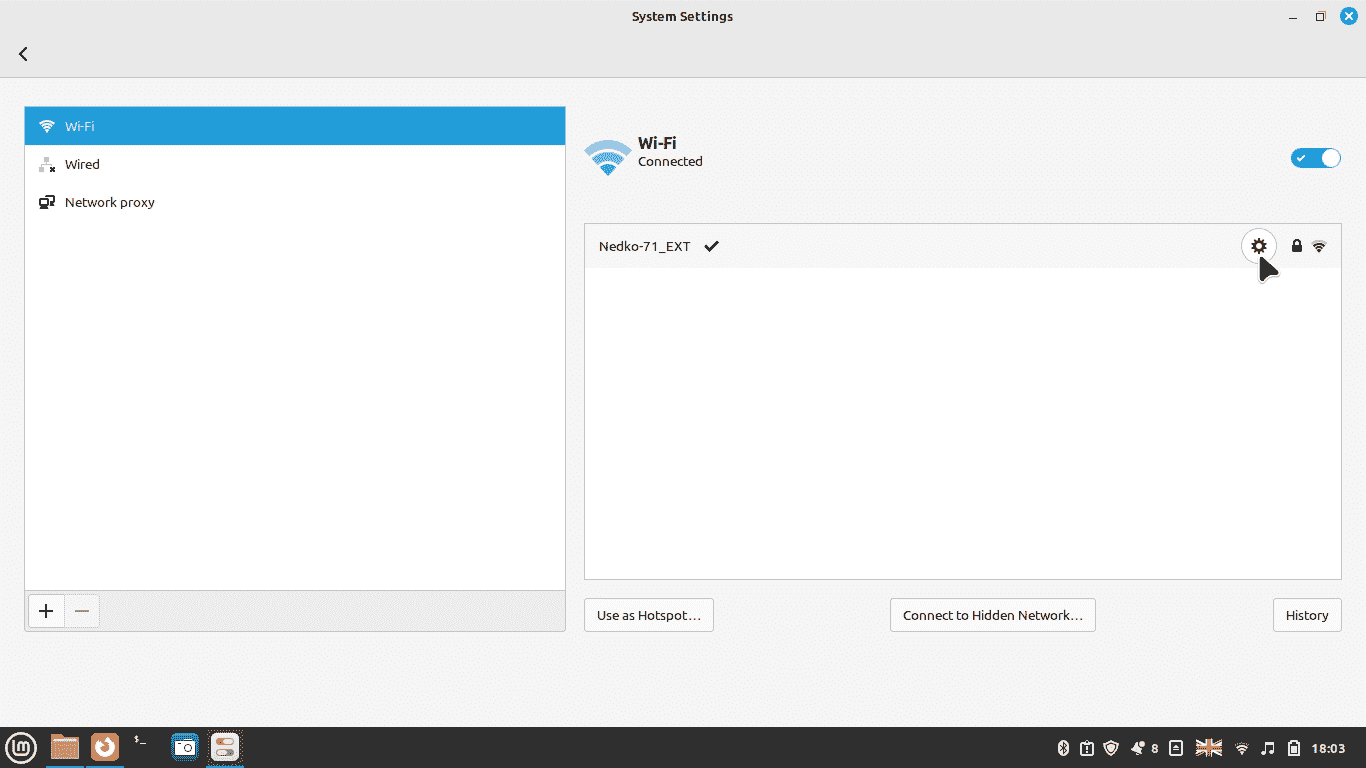 System Settings
Wi-Fi
Wired
Network proxy
Wi-Fi
Connected
Nedko-71_EXT
Use as Hotspot…
Connect to Hidden Network…
History
8
18:03